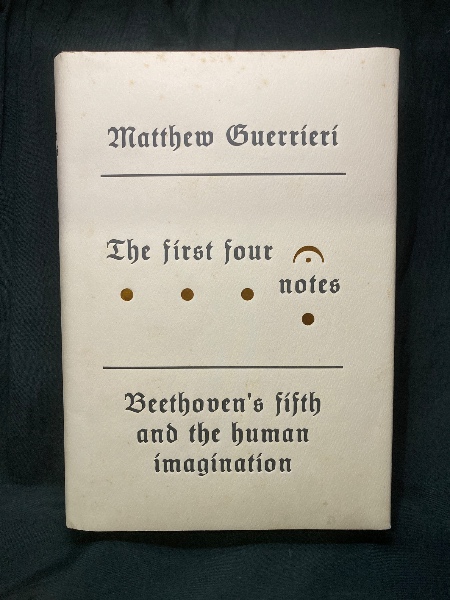 Matthew Guerrieri
The first four
notes
Beethoven's fifth
and the human
imagination